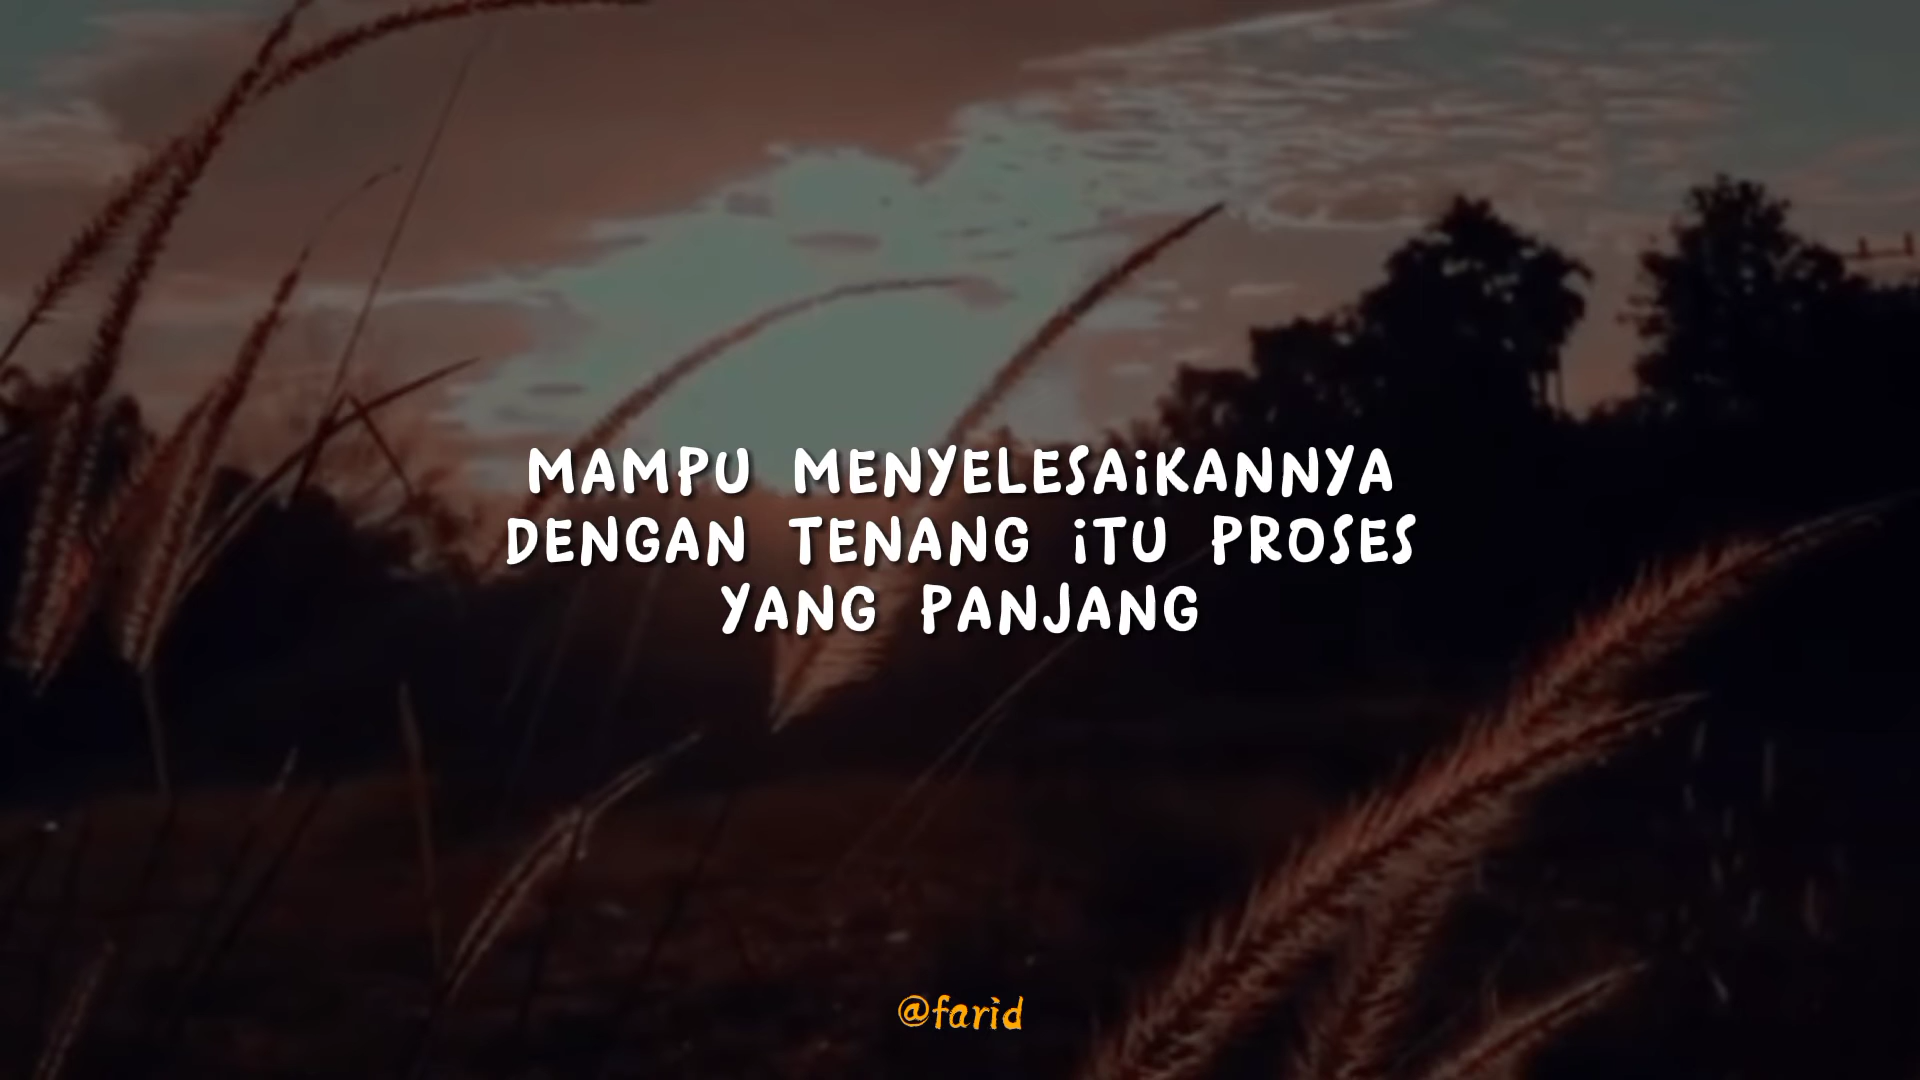 MAMPU MENYELESAiKANNYA
DENGAN TENANG iTU PROSES
YANG PANJANG
@farid